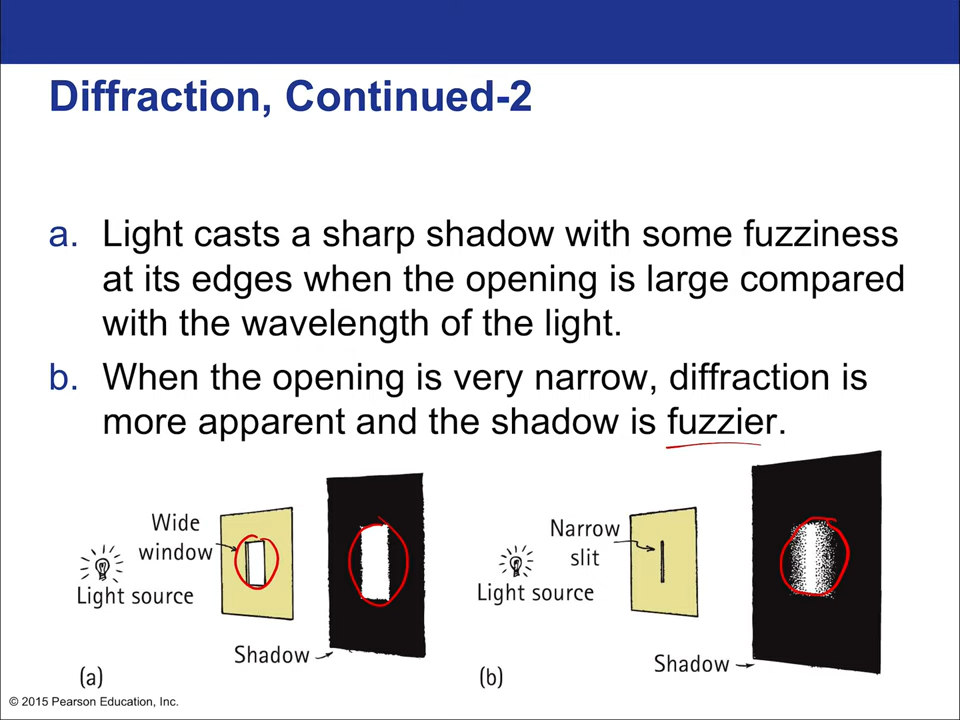 Diffraction, Continued-2
a. Light casts a sharp shadow with some fuzziness
at its edges when the opening is large compared
with the wavelength of the light.
b. When the opening is very narrow, diffraction is
more apparent and the shadow is fuzzier.
Wide
window
Light source
Shadow
(a)
Narrow
slit
Light source
Shadow
(b)
© 2015 Pearson Education, Inc.